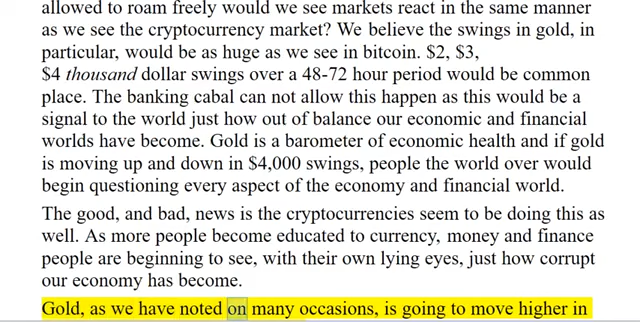 allowed to roam freely would we see markets react in the same manner
as we see the cryptocurrency market? We believe the swings in gold, in
particular, would be as huge as we see in bitcoin. $2, $3,
$4 thousand dollar swings over a 48-72 hour period would be common
place. The banking cabal can not allow this happen as this would be a
signal to the world just how out of balance our economic and financial
worlds have become. Gold is a barometer of economic health and if gold
is moving up and down in $4,000 swings, people the world over would
begin questioning every aspect of the economy and financial world.
The good, and bad, news is the cryptocurrencies seem to be doing this as
well. As more people become educated to currency, money and finance
people are beginning to see, with their own lying eyes, just how corrupt
our economy has become.
Gold, as we have noted on many occasions, is going to move higher in